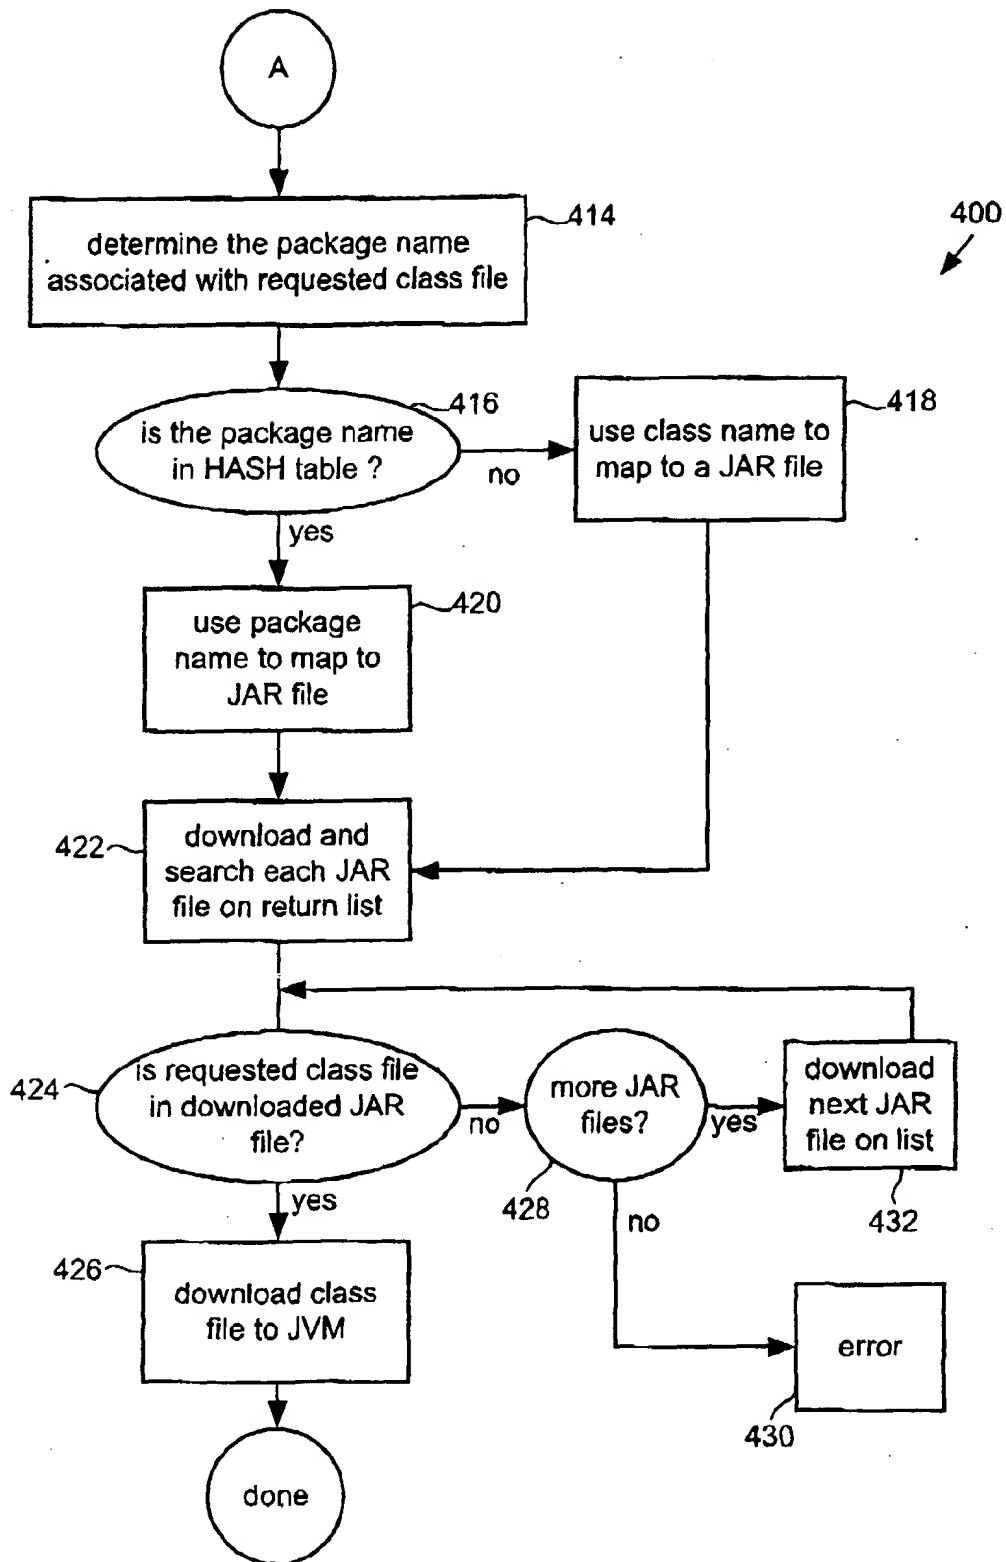 A
414
400
determine the package name
associated with requested class file
416
418
is the package name
in HASH table ?
no
use class name to
map to a JAR file
yes
420
use package
name to map to
JAR file
422
download and
search each JAR
file on return list
424
is requested class file
in downloaded JAR
file?
no
more JAR
files?
yes
download
next JAR
file on list
428
432
yes
no
426
download class
file to JVM
error
430
done